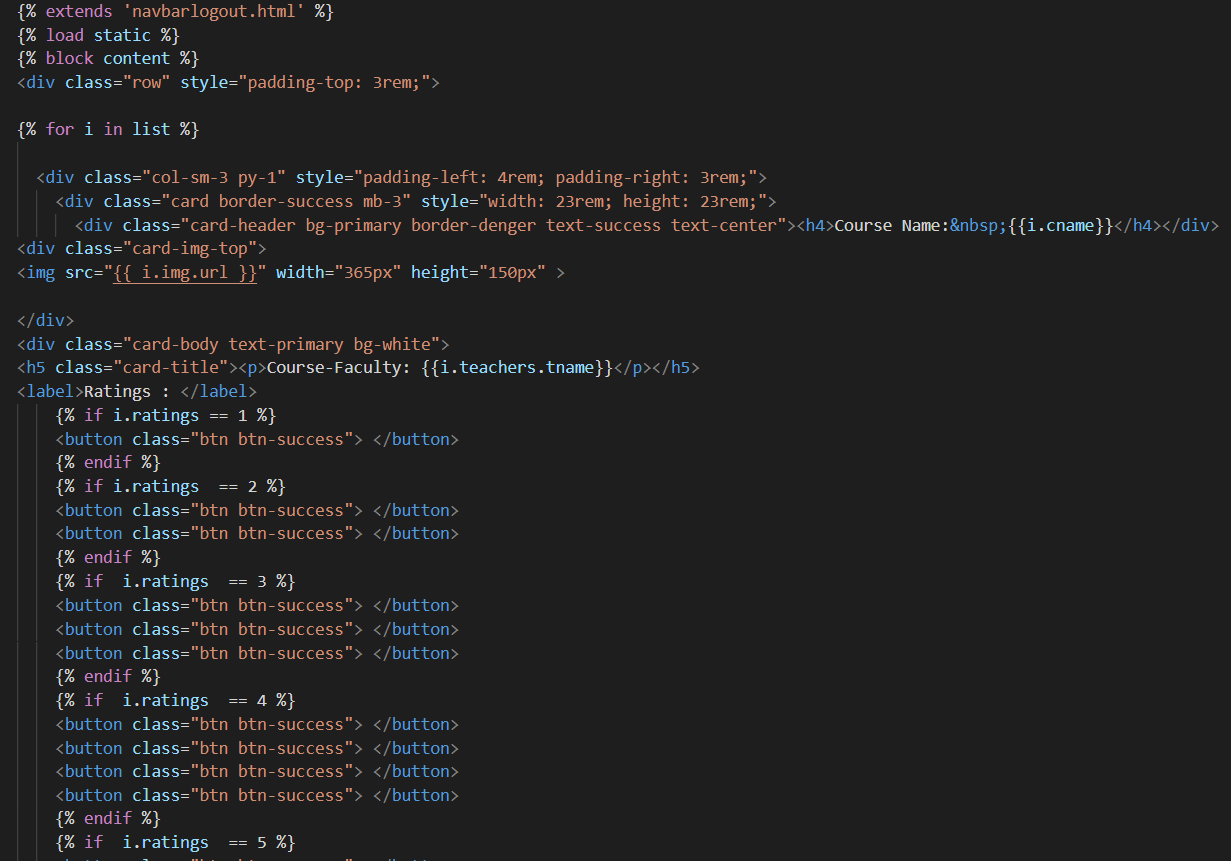 {% extends 'navbarlogout.html' %}
{% load static %}
{% block content %}
<div class="row" style="padding-top: 3rem;">
{% for i in list %}
<div class="col-sm-3 py-1" style="padding-left: 4rem; padding-right: 3rem;">
<div class="card border-success mb-3" style="width: 23rem; height: 23rem;">
<div class="card-header bg-primary border-denger text-success text-center"><h4>Course Name:&nbsp;{{i.cname}}</h4></div>
<div class="card-img-top">
<img src="{{ i.img.url }}" width="365px" height="150px" >
</div>
<div class="card-body text-primary bg-white">
<h5 class="card-title"><p>Course-Faculty: {{i.teachers.tname}}</p></h5>
<label>Ratings : </label>
{% if i.ratings == 1 %}
<button class="btn btn-success"> </button>
{% endif %}
{% if i.ratings  == 2 %}
<button class="btn btn-success"> </button>
<button class="btn btn-success"> </button>
{% endif %}
{% if  i.ratings  == 3 %}
<button class="btn btn-success"> </button>
<button class="btn btn-success"> </button>
<button class="btn btn-success"> </button>
{% endif %}
{% if  i.ratings  == 4 %}
<button class="btn btn-success"> </button>
<button class="btn btn-success"> </button>
<button class="btn btn-success"> </button>
<button class="btn btn-success"> </button>
{% endif %}
{% if  i.ratings  == 5 %}